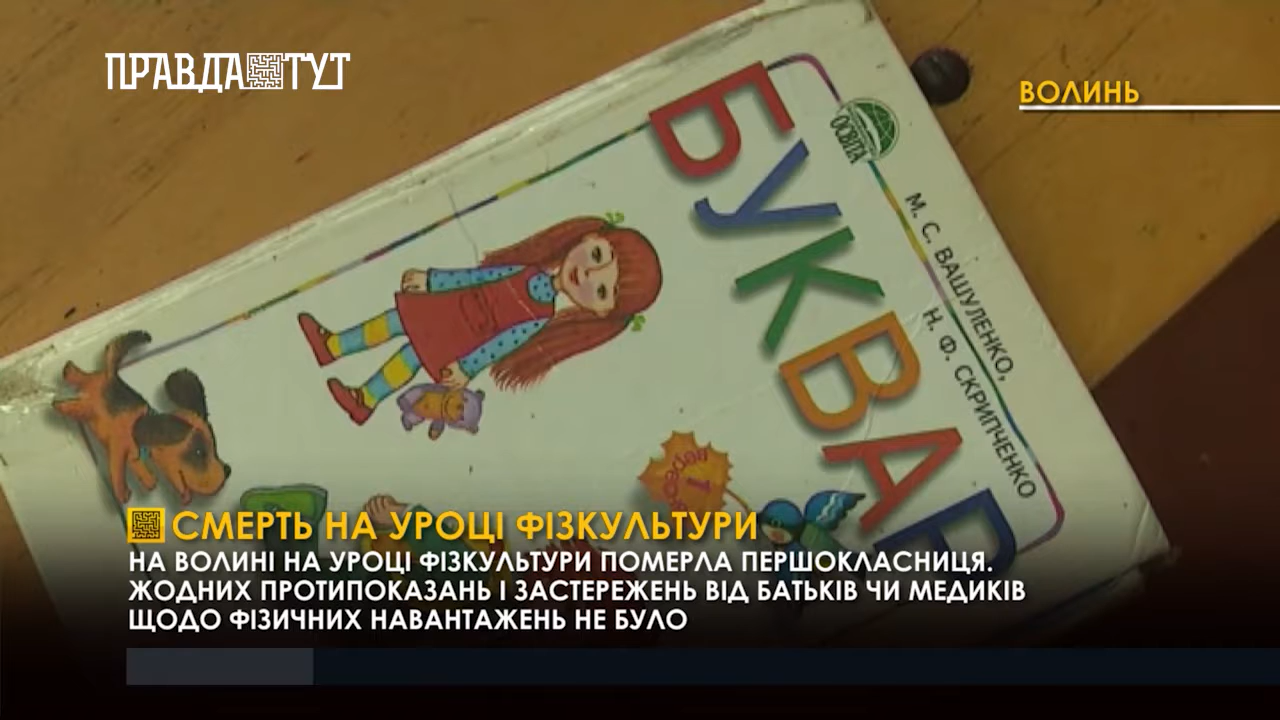 ПРАВДА ТУТ
ВОЛИНЬ
ОСВІТА
БУКВАР
М. С. ВАШУЛЕНКО,
Н. Ф. СКРИПЧЕНКО
1
СМЕРТЬ НА УРОЦІ ФІЗКУЛЬТУРИ
НА ВОЛИНІ НА УРОЦІ ФІЗКУЛЬТУРИ ПОМЕРЛА ПЕРШОКЛАСНИЦЯ.
ЖОДНИХ ПРОТИПОКАЗАНЬ І ЗАСТЕРЕЖЕНЬ ВІД БАТЬКІВ ЧИ МЕДИКІВ
ЩОДО ФІЗИЧНИХ НАВАНТАЖЕНЬ НЕ БУЛО